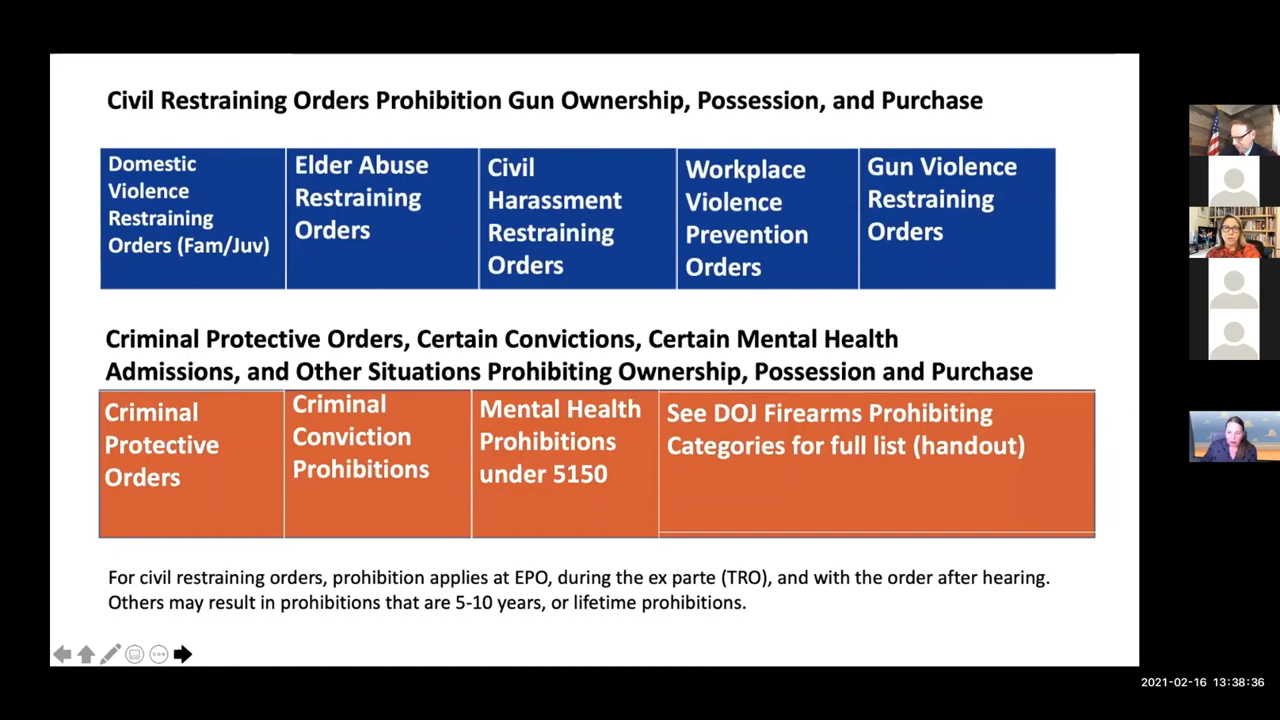 Civil Restraining Orders Prohibition Gun Ownership, Possession, and Purchase
Domestic
Violence
Restraining
Orders (Fam/Juv)
Elder Abuse
Restraining
Orders
Civil
Harassment
Restraining
Orders
Workplace
Violence
Prevention
Orders
Gun Violence
Restraining
Orders
Criminal Protective Orders, Certain Convictions, Certain Mental Health
Admissions, and Other Situations Prohibiting Ownership, Possession and Purchase
Criminal
Protective
Orders
Criminal
Conviction
Prohibitions
Mental Health
Prohibitions
under 5150
See DOJ Firearms Prohibiting
Categories for full list (handout)
For civil restraining orders, prohibition applies at EPO, during the ex parte (TRO), and with the order after hearing.
Others may result in prohibitions that are 5-10 years, or lifetime prohibitions.
2021-02-16 13:38:36